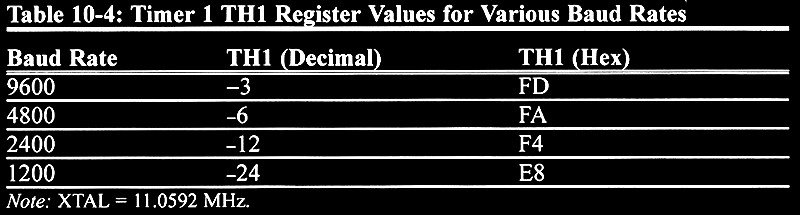 Table 10-4: Timer 1 TH1 Register Values for Various Baud Rates
Baud Rate TH1 (Decimal) TH1 (Hex)
9600 –3 FD
4800 –6 FA
2400 –12 F4
1200 –24 E8
Note: XTAL = 11.0592 MHz.